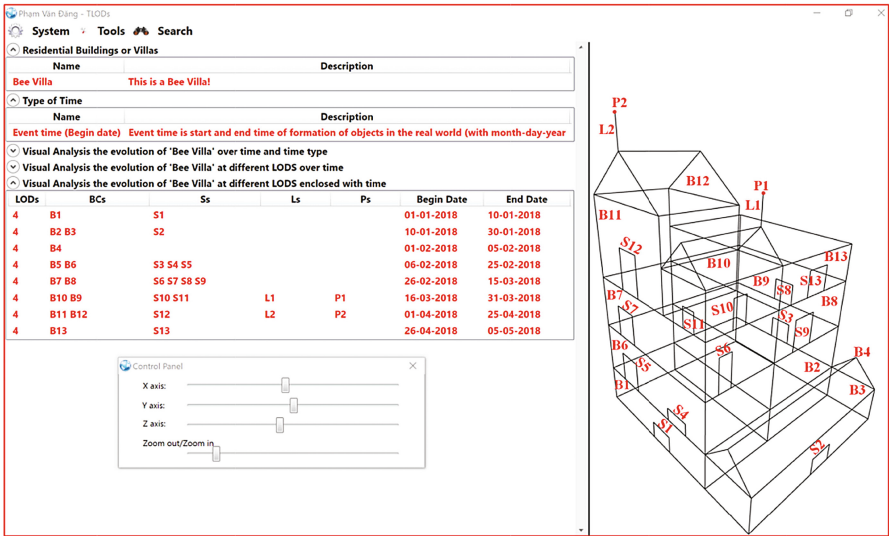 Phạm Văn Đảng - TLODs
System Tools Search
Residential Buildings or Villas
Name Description
Bee Villa This is a Bee Villa!
Type of Time
Name Description
Event time (Begin date) Event time is start and end time of formation of objects in the real world (with month-day-year
Visual Analysis the evolution of 'Bee Villa' over time and time type
Visual Analysis the evolution of 'Bee Villa' at different LODS over time
Visual Analysis the evolution of 'Bee Villa' at different LODS enclosed with time
LODs BCs Ss Ls Ps Begin Date End Date
4 B1 S1 01-01-2018 10-01-2018
4 B2 B3 S2 10-01-2018 30-01-2018
4 B4 01-02-2018 05-02-2018
4 B5 B6 S3 S4 S5 06-02-2018 25-02-2018
4 B7 B8 S6 S7 S8 S9 26-02-2018 15-03-2018
4 B10 B9 S10 S11 L1 P1 16-03-2018 31-03-2018
4 B11 B12 S12 L2 P2 01-04-2018 25-04-2018
4 B13 S13 26-04-2018 05-05-2018
Control Panel
X axis:
Y axis:
Z axis:
Zoom out/Zoom in
P2
L2
B12
P1
L1
B11
S12
B10
B13
B9
S13
B7
S8
B8
S7
S10
S11
S3
S9
B6
S6
B4
S5
B2
B1
B3
S4
S1
S2